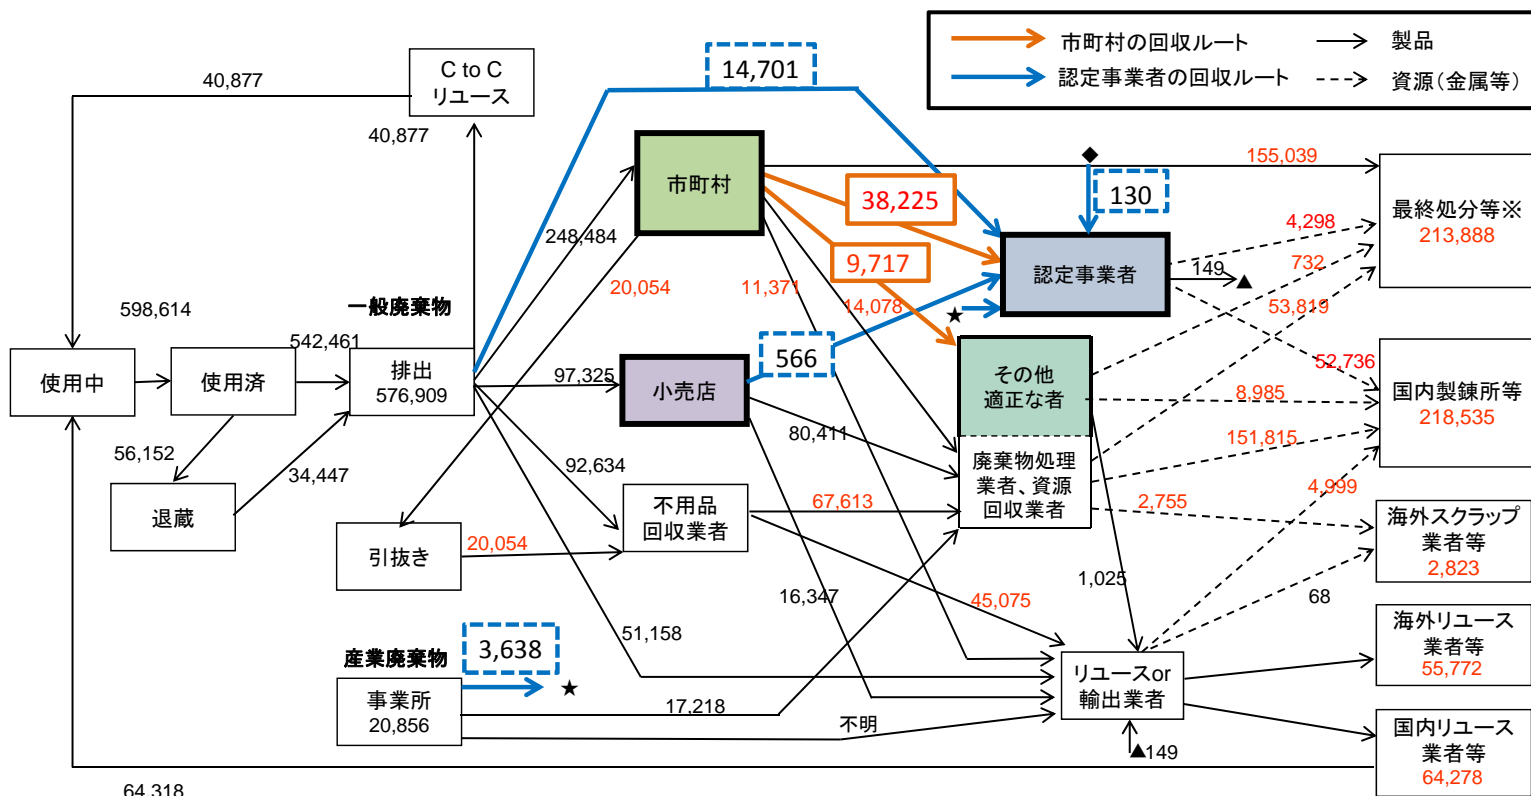 市町村の回収ルート
製品
認定事業者の回収ルート
資源(金属等)
40,877
C to C
リユース
40,877
14,701
市町村
155,039
最終処分等※
213,888
38,225
130
248,484
9,717
認定事業者
4,298
149
▲
732
一般廃棄物
20,054
11,371
14,078
★
53,819
598,614
542,461
使用中
使用済
排出
576,909
97,325
小売店
566
その他
適正な者
52,736
8,985
国内製錬所等
218,535
56,152
34,447
80,411
151,815
退蔵
92,634
不用品
回収業者
67,613
廃棄物処理
業者、資源
回収業者
4,999
2,755
海外スクラップ
業者等
2,823
引抜き
20,054
1,025
68
16,347
45,075
51,158
産業廃棄物
3,638
★
事業所
20,856
17,218
不明
リユースor
輸出業者
▲149
海外リユース
業者等
55,772
国内リユース
業者等
64,278
64,318